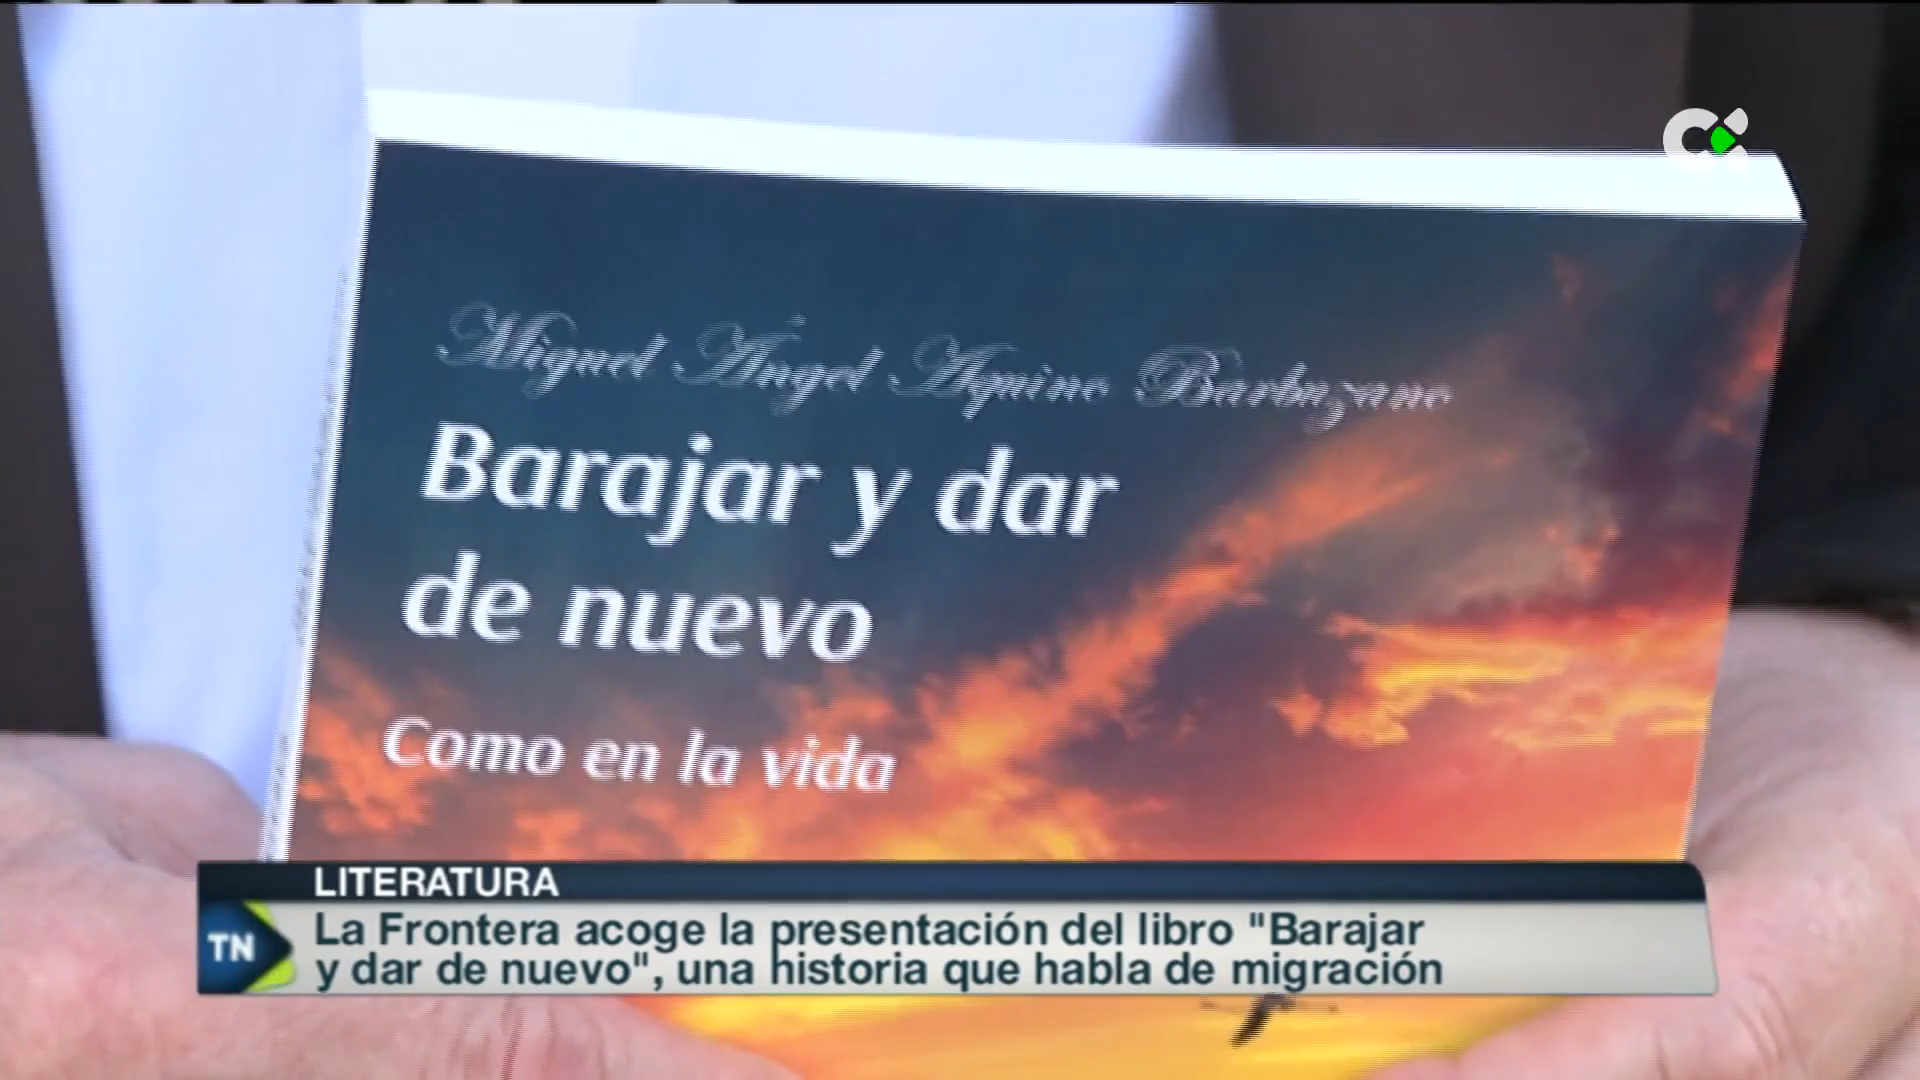 Miguel Ángel Aquino Barbuzano
Barajar y dar
de nuevo
Como en la vida
LITERATURA
TN
La Frontera acoge la presentación del libro "Barajar
y dar de nuevo", una historia que habla de migración